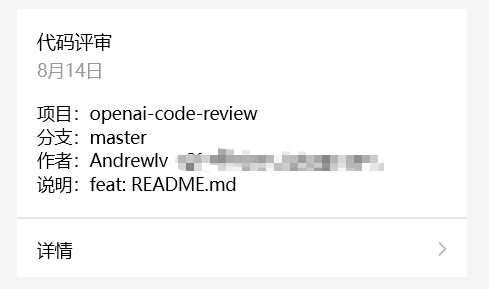 代码评审
8月14日
项目：openai-code-review
分支：master
作者：Andrewlv
说明：feat: README.md
详情